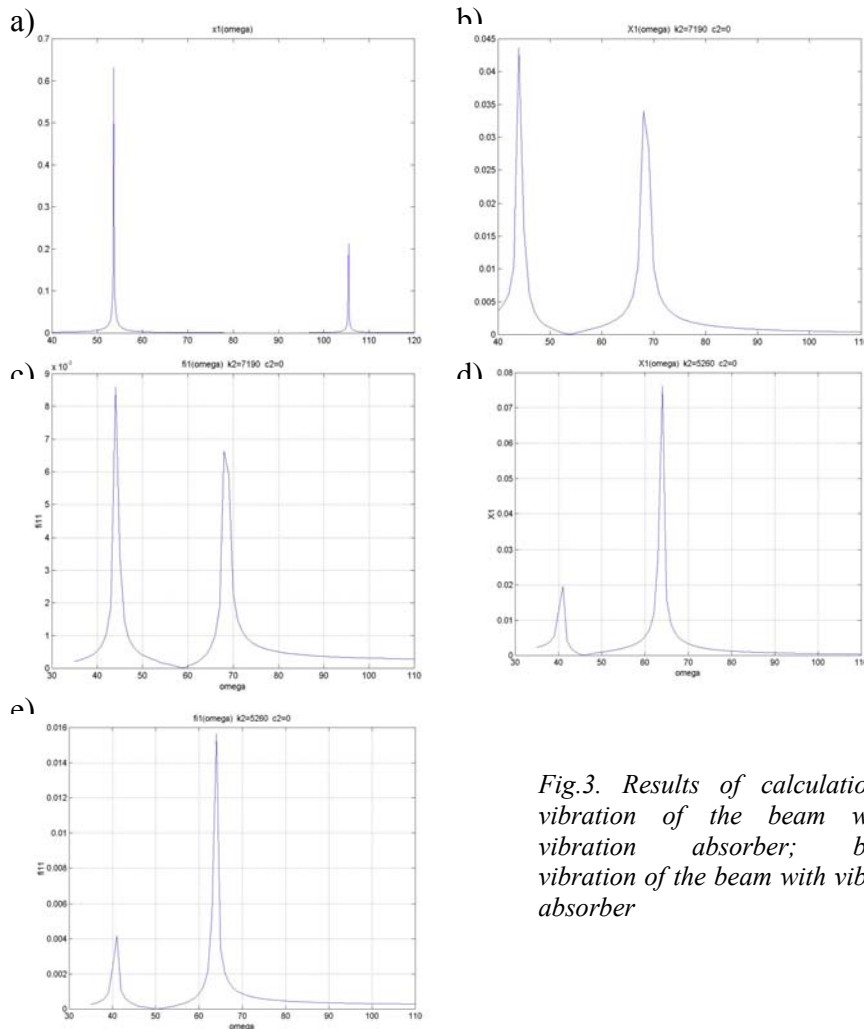 a)
x1(omega)
0.7
0.6
0.5
0.4
0.3
0.2
0.1
0
40 50 60 70 80 90 100 110 120
b)
X1(omega) k2=7190 c2=0
0.045
0.04
0.035
0.03
0.025
0.02
0.015
0.01
0.005
0
40 50 60 70 80 90 100 110
c)
x 10
fi1(omega) k2=7190 c2=0
9
8
7
6
5
4
3
2
1
0
fi11
30 40 50 60 70 80 90 100 110
omega
d)
X1(omega) k2=5260 c2=0
0.08
0.07
0.06
0.05
0.04
0.03
0.02
0.01
0
X1
30 40 50 60 70 80 90 100 110
omega
e)
fi1(omega) k2=5260 c2=0
0.016
0.014
0.012
0.01
0.008
0.006
0.004
0.002
0
fi11
30 40 50 60 70 80 90 100 110
omega
Fig.3. Results of calculatio
vibration of the beam w
vibration absorber; b
vibration of the beam with vib
absorber